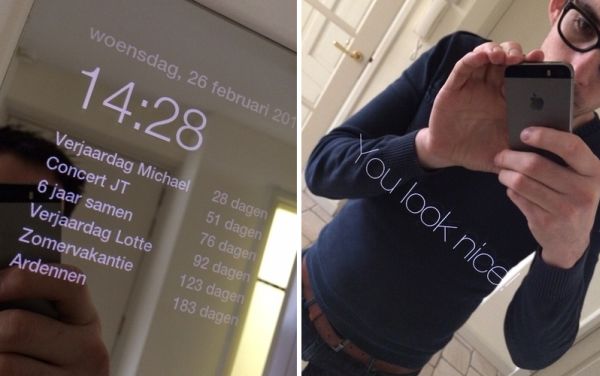 woensdag, 26 februari 201
14:28
Verjaardag Michael 28 dagen
Concert JT 51 dagen
6 jaar samen 76 dagen
Verjaardag Lotte 92 dagen
Zomervakantie 123 dagen
Ardennen 183 dagen
You look nice!